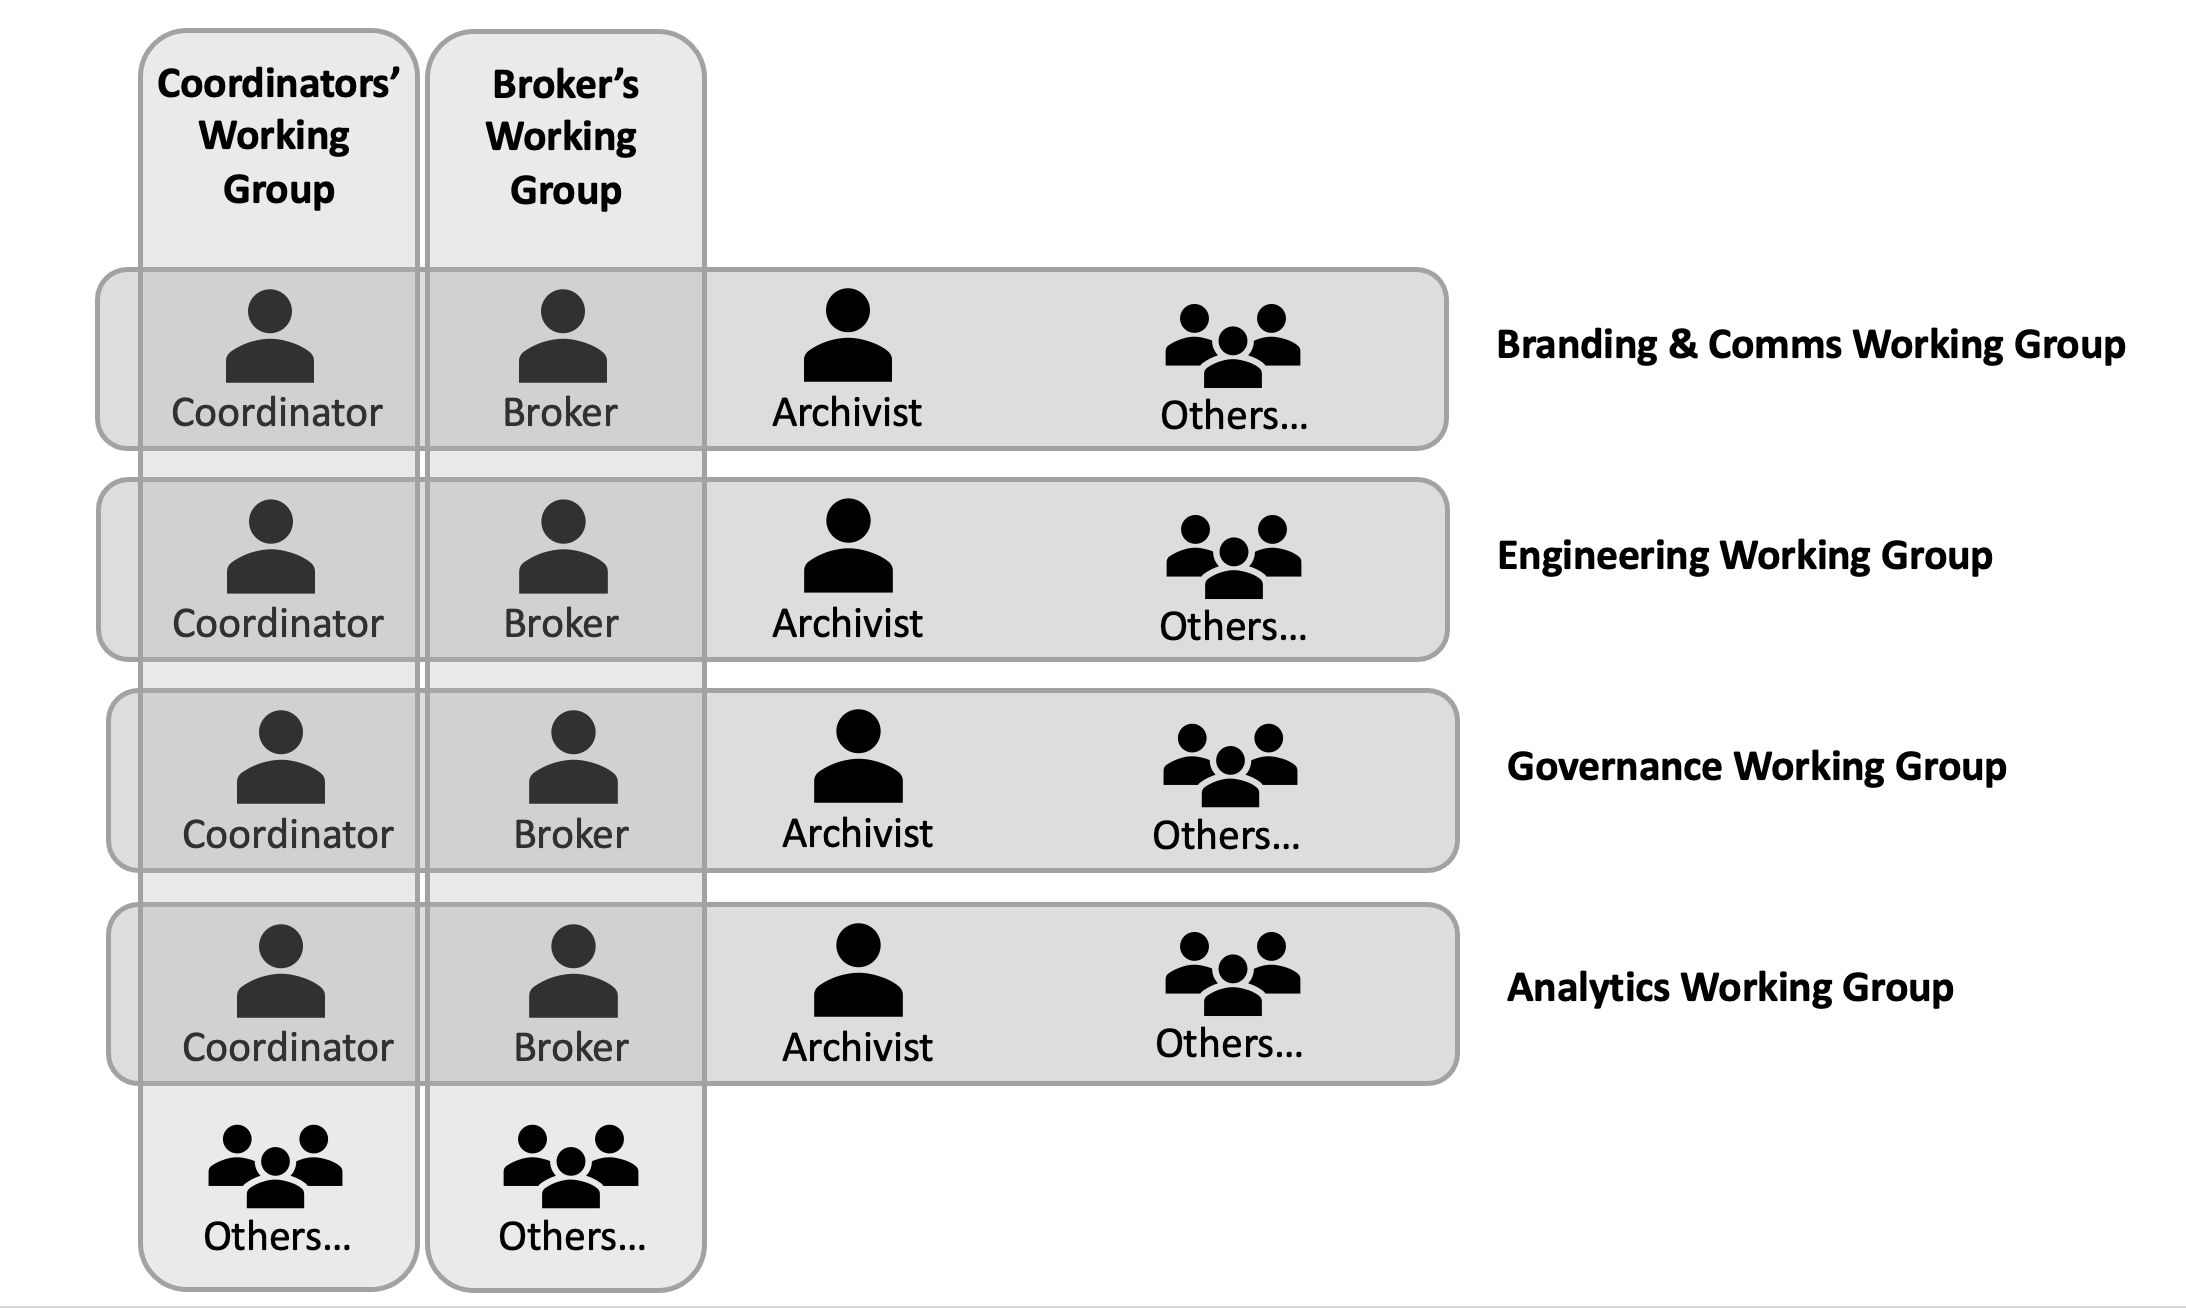 Coordinators’
Working
Group
Broker’s
Working
Group
Coordinator
Broker
Archivist
Others...
Branding & Comms Working Group
Coordinator
Broker
Archivist
Others...
Engineering Working Group
Coordinator
Broker
Archivist
Others...
Governance Working Group
Coordinator
Broker
Archivist
Others...
Analytics Working Group
Others...
Others...